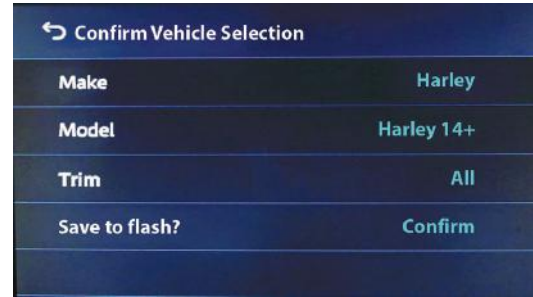 Confirm Vehicle Selection
Make Harley
Model Harley 14+
Trim All
Save to flash? Confirm